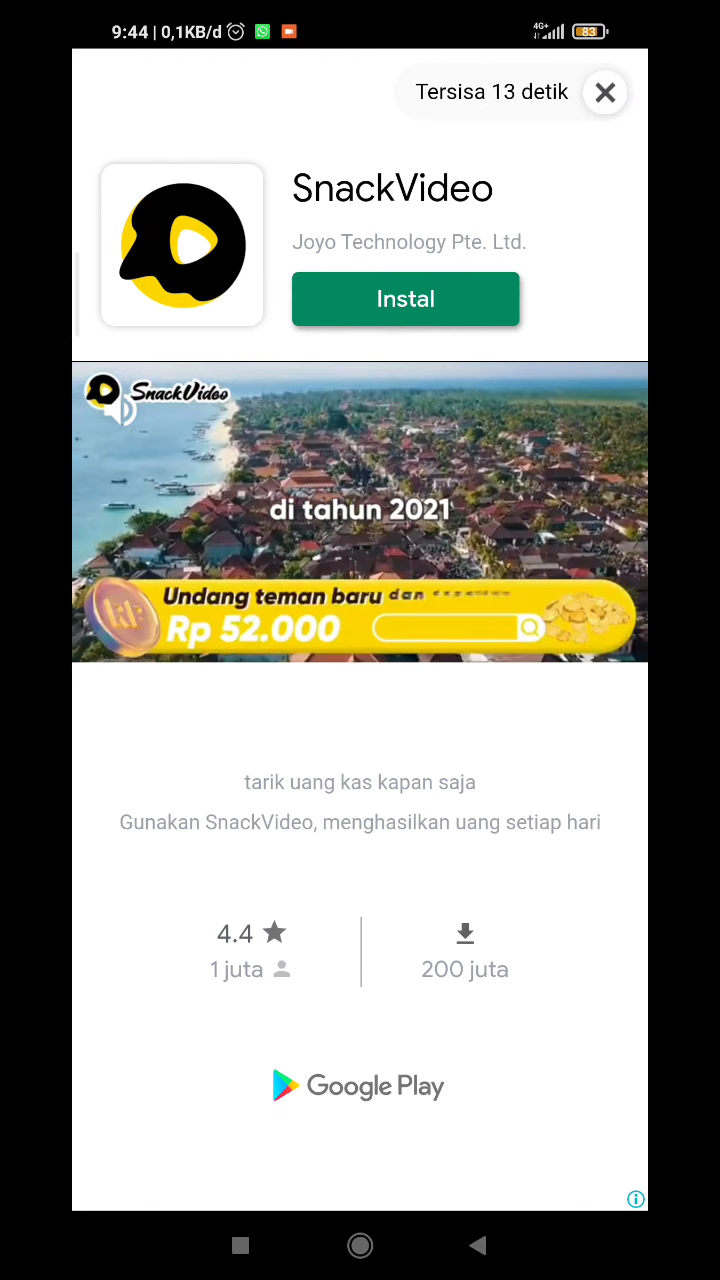 9:44 | 0,1KB/d
4G+
83
Tersisa 13 detik
SnackVideo
Joyo Technology Pte. Ltd.
Instal
SnackVideo
di tahun 2021
Undang teman baru dan
Rp 52.000
tarik uang kas kapan saja
Gunakan SnackVideo, menghasilkan uang setiap hari
4.4
1 juta
200 juta
Google Play